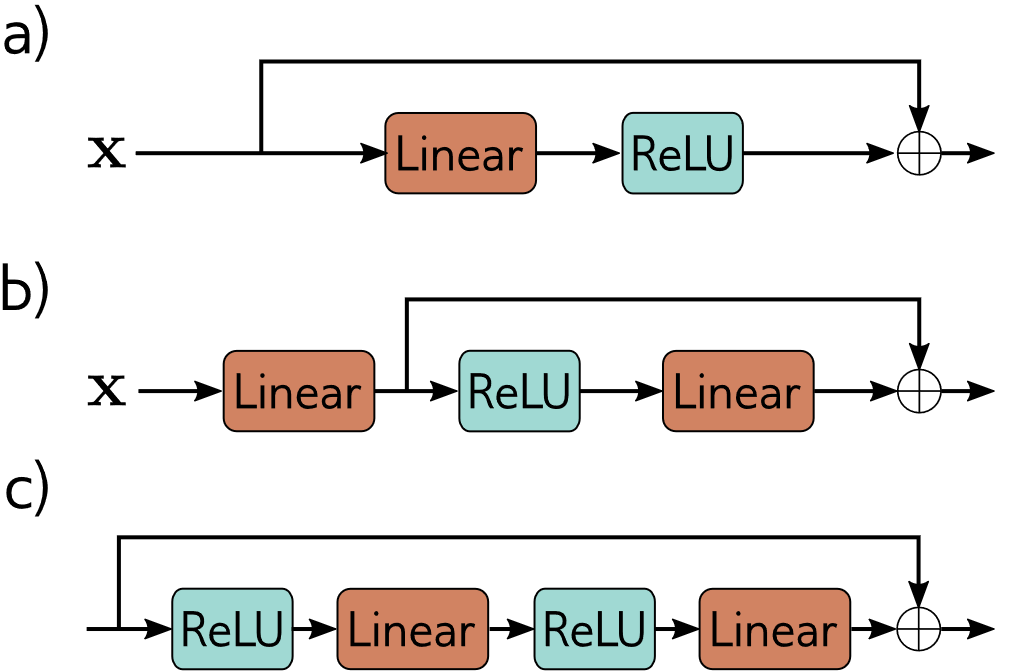 a)
x Linear ReLU
b)
x Linear ReLU Linear
c)
ReLU Linear ReLU Linear